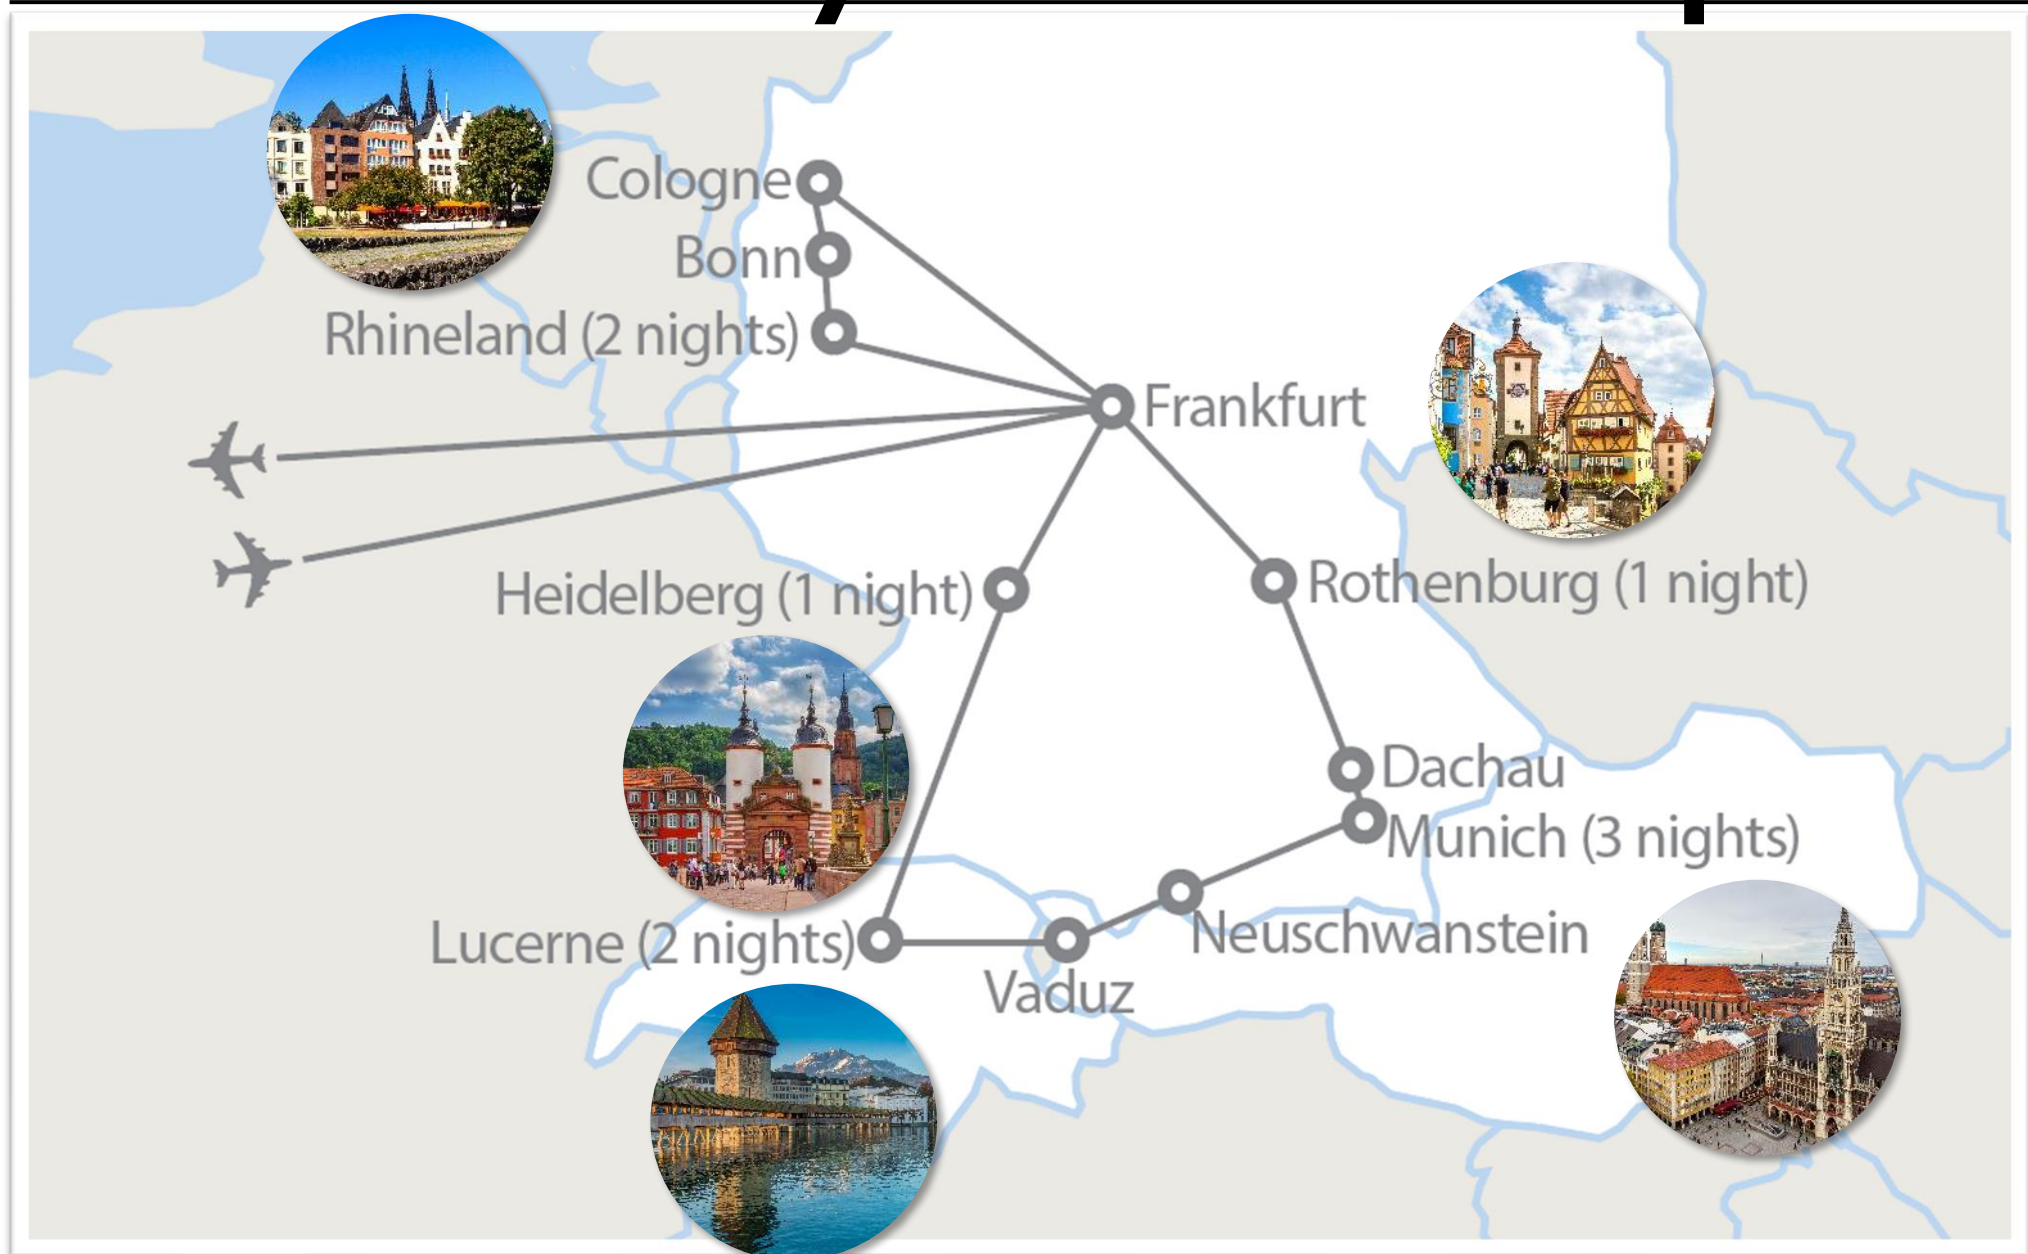 Cologne
Bonn
Rhineland (2 nights)
Frankfurt
Heidelberg (1 night)
Rothenburg (1 night)
Dachau
Munich (3 nights)
Neuschwanstein
Lucerne (2 nights)
Vaduz